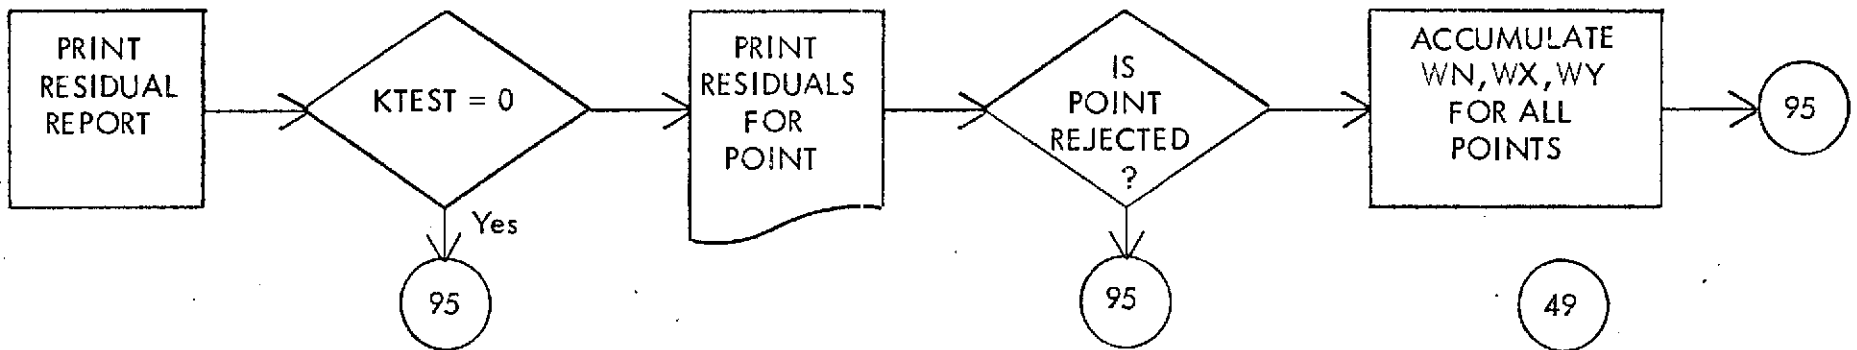 PRINT
RESIDUAL
REPORT
KTEST = 0
Yes
95
PRINT
RESIDUALS
FOR
POINT
IS
POINT
REJECTED
?
95
ACCUMULATE
WN, WX, WY
FOR ALL
POINTS
95
49